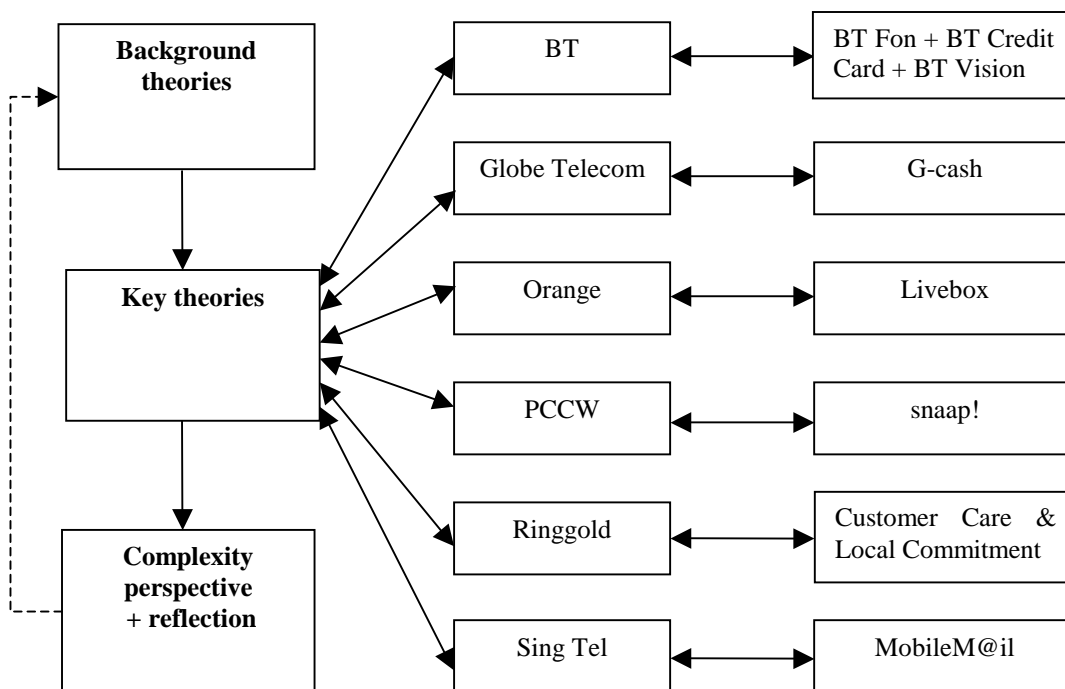 Background
theories
Key theories
Complexity
perspective
+ reflection
BT
BT Fon + BT Credit
Card + BT Vision
Globe Telecom
G-cash
Orange
Livebox
PCCW
snaap!
Ringgold
Customer Care &
Local Commitment
Sing Tel
MobileM@il